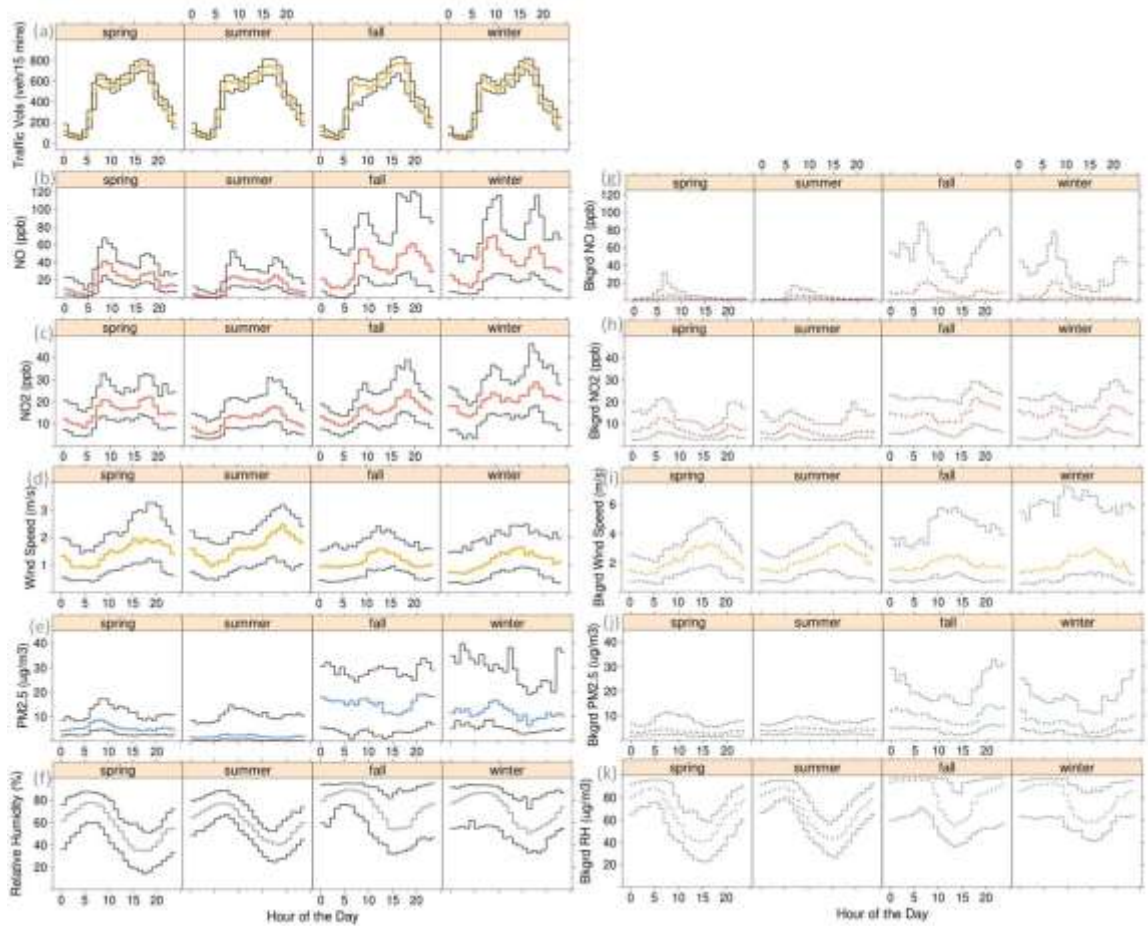 0 5 10 15 20 0 5 10 15 20
(a) spring summer fall winter
Traffic Vols (veh/15 mins)
800
600
400
200
0
0 5 10 15 20 0 5 10 15 20
0 5 10 15 20 0 5 10 15 20
(b) spring summer fall winter
NO (ppb)
120
100
80
60
40
20
0 5 10 15 20 0 5 10 15 20
(c) spring summer fall winter
NO2 (ppb)
40
30
20
10
0 5 10 15 20 0 5 10 15 20
(d) spring summer fall winter
Wind Speed (m/s)
3
2
1
0 5 10 15 20 0 5 10 15 20
(e) spring summer fall winter
PM2.5 (ug/m3)
40
30
20
10
0 5 10 15 20 0 5 10 15 20
(f) spring summer fall winter
Relative Humidity (%)
80
60
40
20
0 5 10 15 20 0 5 10 15 20
Hour of the Day
(g) spring summer fall winter
Bkgrd NO (ppb)
120
100
80
60
40
20
0 5 10 15 20 0 5 10 15 20
(h) spring summer fall winter
Bkgrd NO2 (ppb)
40
30
20
10
0 5 10 15 20 0 5 10 15 20
(i) spring summer fall winter
Bkgrd Wind Speed (m/s)
6
4
2
0 5 10 15 20 0 5 10 15 20
(j) spring summer fall winter
Bkgrd PM2.5 (ug/m3)
40
30
20
10
0 5 10 15 20 0 5 10 15 20
(k) spring summer fall winter
Bkgrd RH (ug/m3)
80
60
40
20
0 5 10 15 20 0 5 10 15 20
Hour of the Day